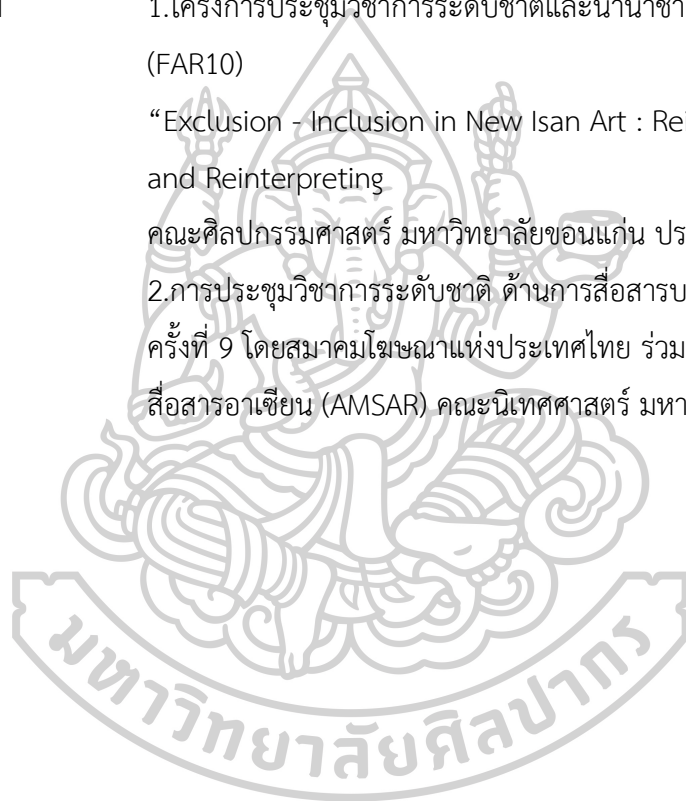 1.โครงการประชุมวิชาการระดับชาติและนานาชา
(FAR10)
“Exclusion - Inclusion in New Isan Art : Rei
and Reinterpreting
คณะศิลปกรรมศาสตร์ มหาวิทยาลัยขอนแก่น ปร
2.การประชุมวิชาการระดับชาติ ด้านการสื่อสารบ
ครั้งที่ 9 โดยสมาคมโฆษณาแห่งประเทศไทย ร่วม
สื่อสารอาเซียน (AMSAR) คณะนิเทศศาสตร์ มหา
มหาวิทยาลัยศิลปากร